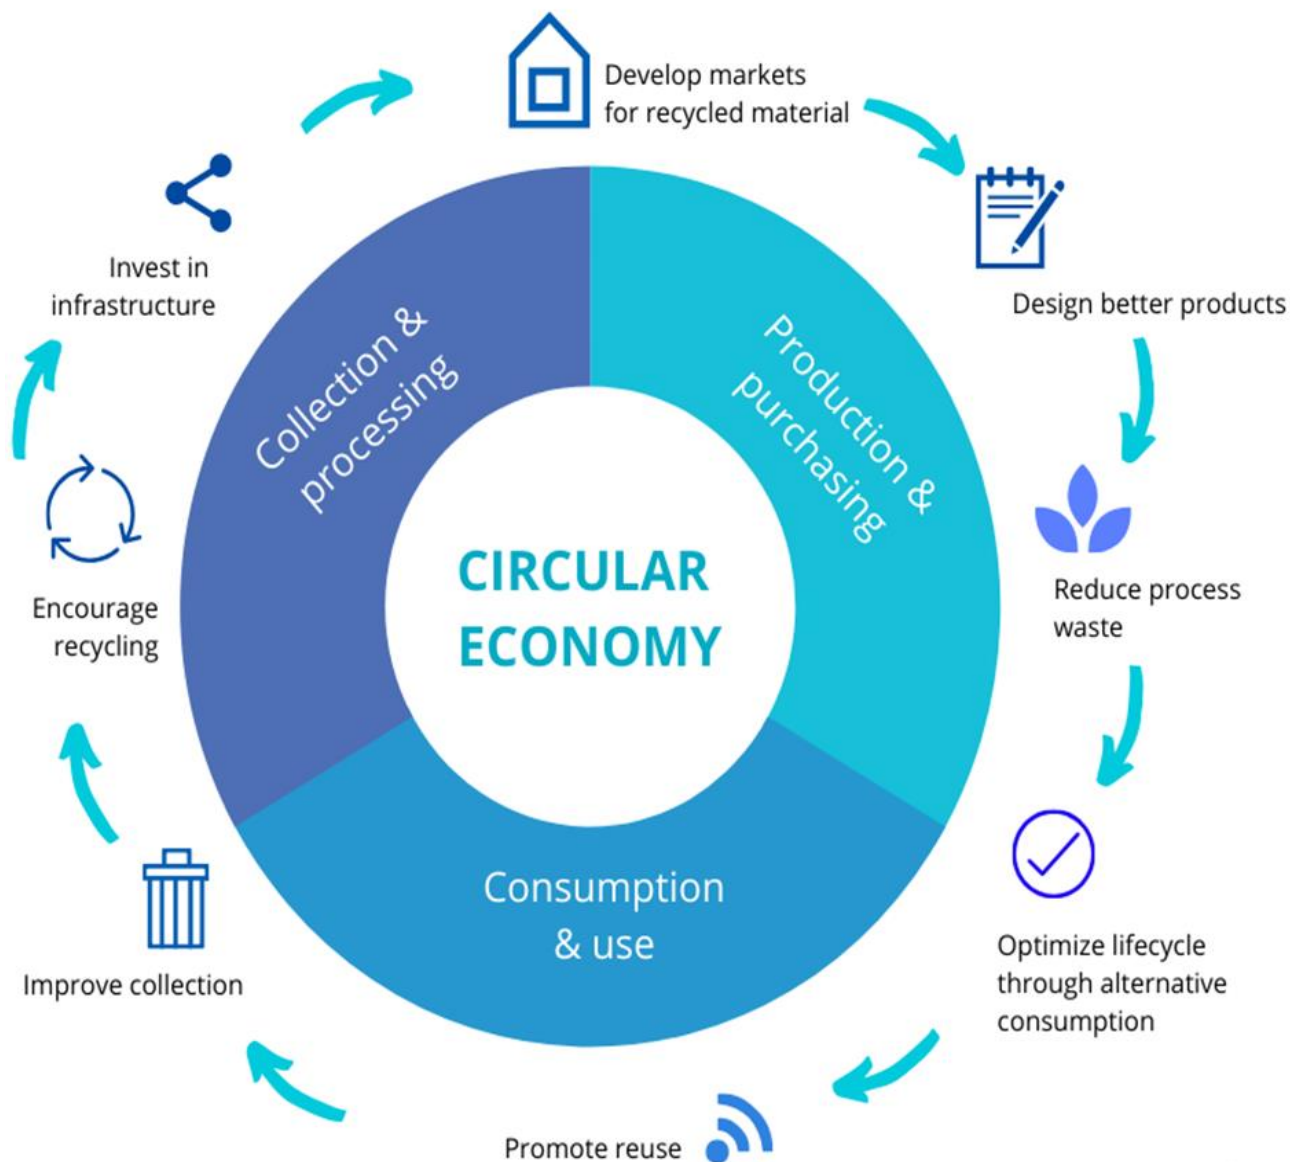 Develop markets
for recycled material
Design better products
Reduce process
waste
Optimize lifecycle
through alternative
consumption
Promote reuse
Improve collection
Encourage
recycling
Invest in
infrastructure
Collection &
processing
Production &
purchasing
Consumption
& use
CIRCULAR
ECONOMY